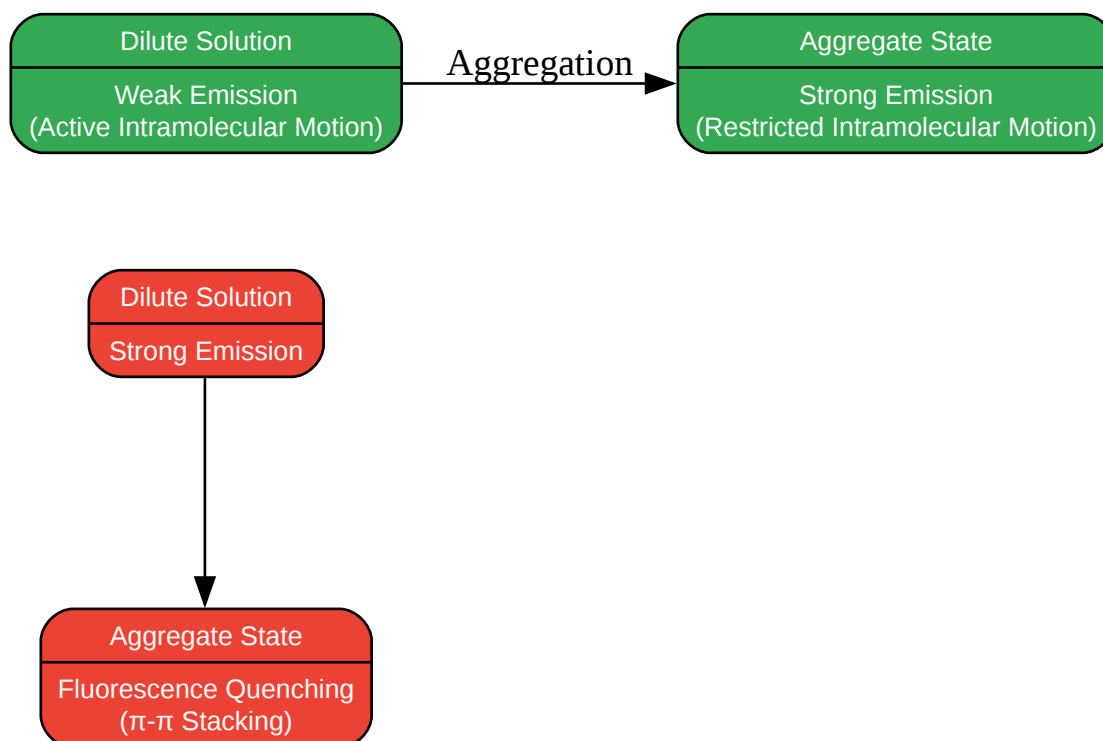 Dilute Solution
Weak Emission
(Active Intramolecular Motion)
Aggregation
Aggregate State
Strong Emission
(Restricted Intramolecular Motion)
Dilute Solution
Strong Emission
Aggregate State
Fluorescence Quenching
(π-π Stacking)